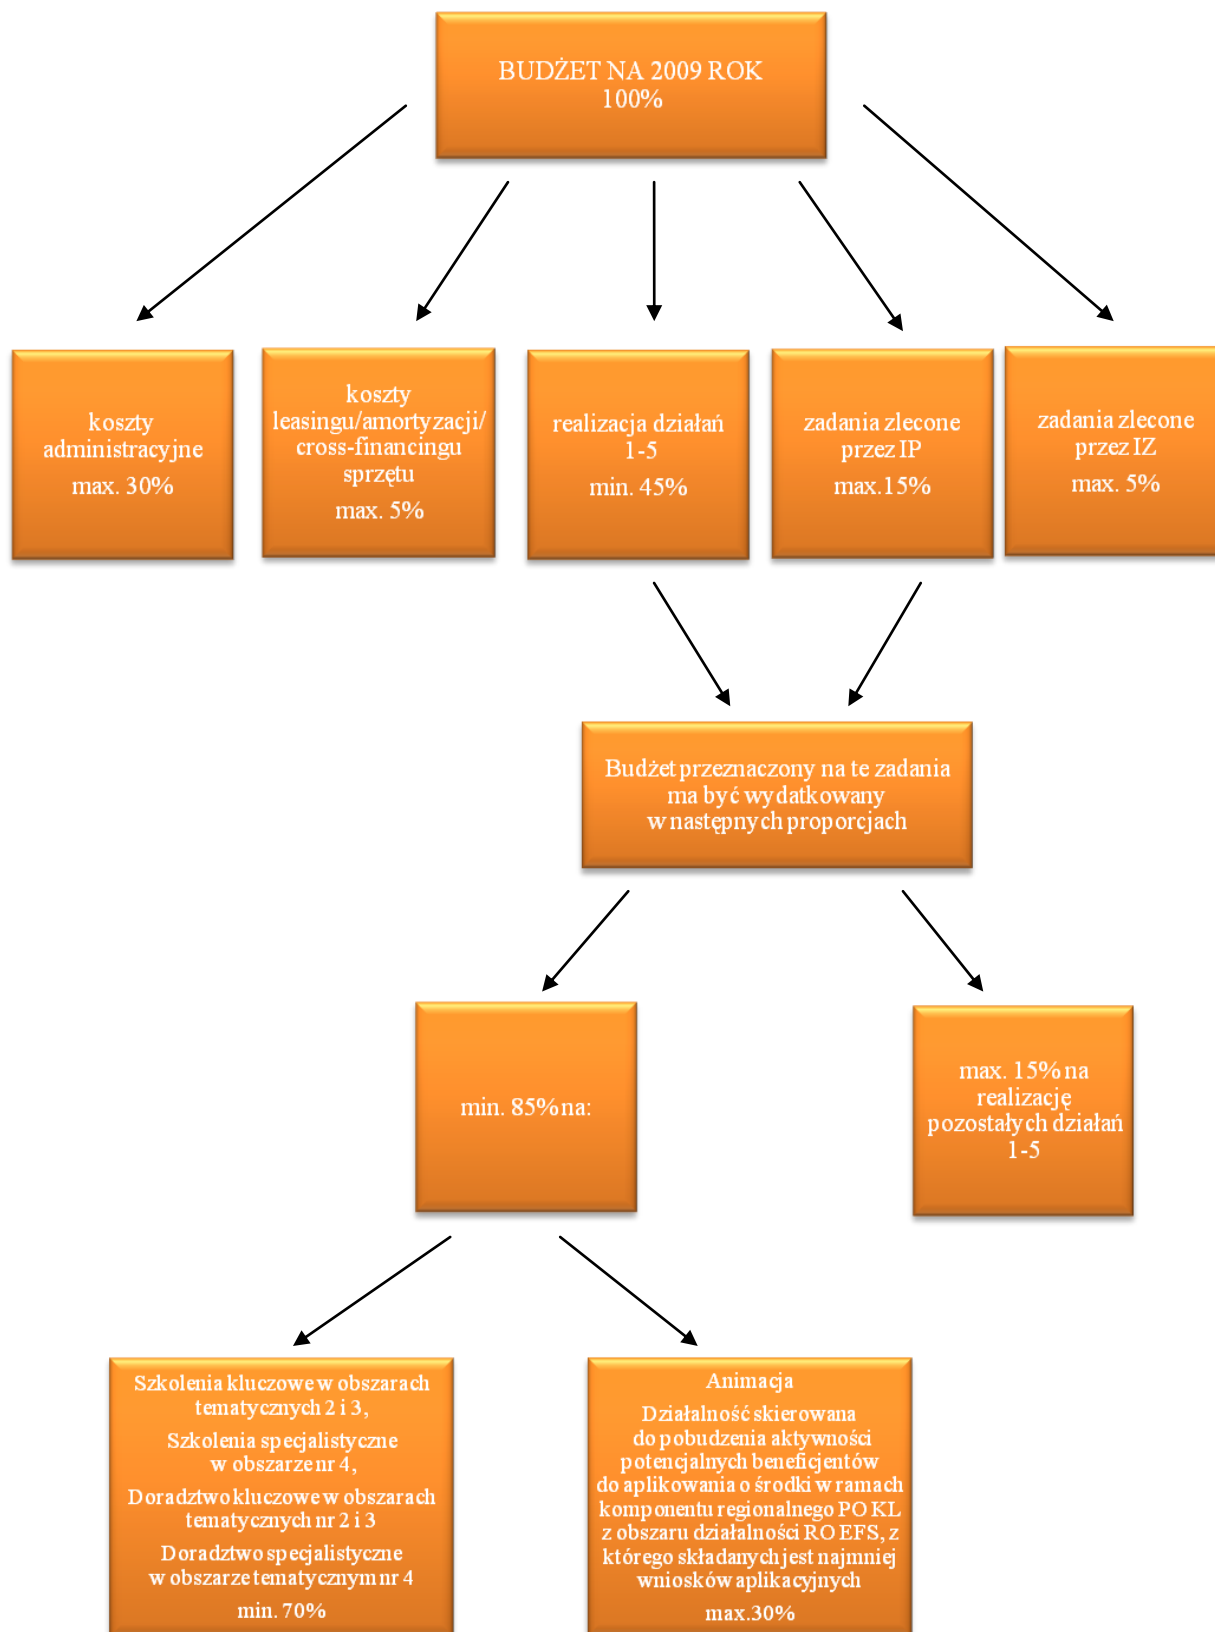 BUDŻET NA 2009 ROK
100%
koszty
administracyjne
max. 30%
koszty
leasingu/amortyzacji/
cross-financingu
sprzętu
max. 5%
realizacja działań
1-5
min. 45%
zadania zlecone
przez IP
max.15%
zadania zlecone
przez IZ
max. 5%
Budżet przeznaczony na te zadania
ma być wydatkowany
w następnych proporcjach
min. 85% na:
max. 15% na
realizację
pozostałych działań
1-5
Szkolenia kluczowe w obszarach
tematycznych 2 i 3,
Szkolenia specjalistyczne
w obszarze nr 4,
Doradztwo kluczowe w obszarach
tematycznych nr 2 i 3
Doradztwo specjalistyczne
w obszarze tematycznym nr 4
min. 70%
Animacja
Działalność skierowana
do pobudzenia aktywności
potencjalnych beneficjentów
do aplikowania o środki w ramach
komponentu regionalnego PO KL
z obszaru działalności RO EFS, z
którego składanych jest najmniej
wniosków aplikacyjnych
max.30%